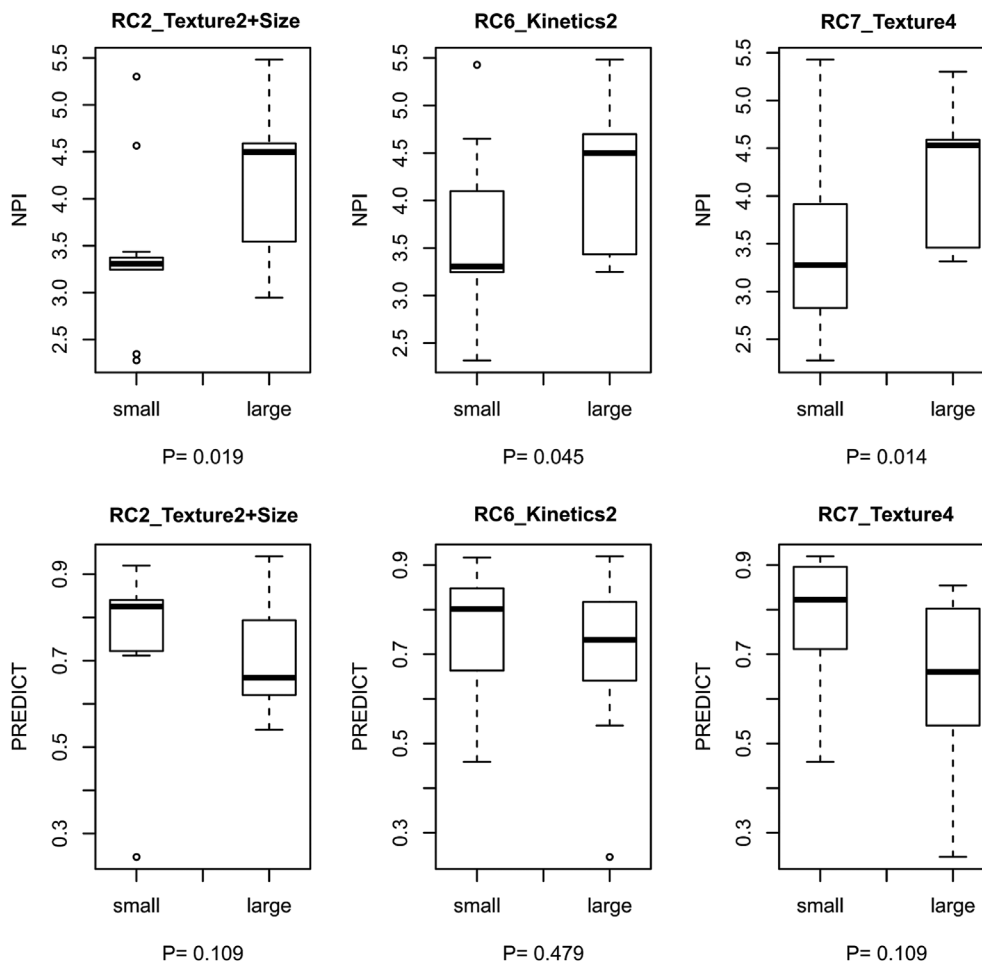 RC2_Texture2+Size
RC6_Kinetics2
RC7_Texture4
NPI
5.5
5.0
4.5
4.0
3.5
3.0
2.5
small large
P= 0.019
NPI
5.5
5.0
4.5
4.0
3.5
3.0
2.5
small large
P= 0.045
NPI
5.5
5.0
4.5
4.0
3.5
3.0
2.5
small large
P= 0.014
RC2_Texture2+Size
RC6_Kinetics2
RC7_Texture4
PREDICT
0.9
0.7
0.5
0.3
small large
P= 0.109
PREDICT
0.9
0.7
0.5
0.3
small large
P= 0.479
PREDICT
0.9
0.7
0.5
0.3
small large
P= 0.109